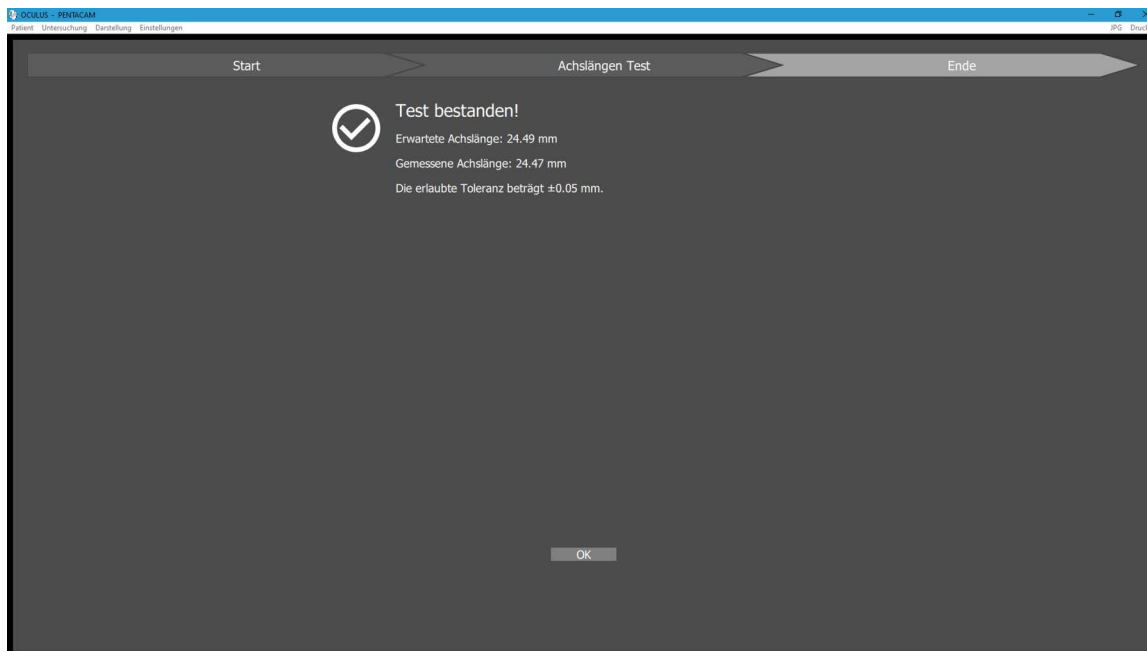 OCULUS - PENTACAM
Patient Untersuchung Darstellung Einstellungen JPG Druck
Start Achslängen Test Ende
Test bestanden!
Erwartete Achslänge: 24.49 mm
Gemessene Achslänge: 24.47 mm
Die erlaubte Toleranz beträgt ±0.05 mm.
OK